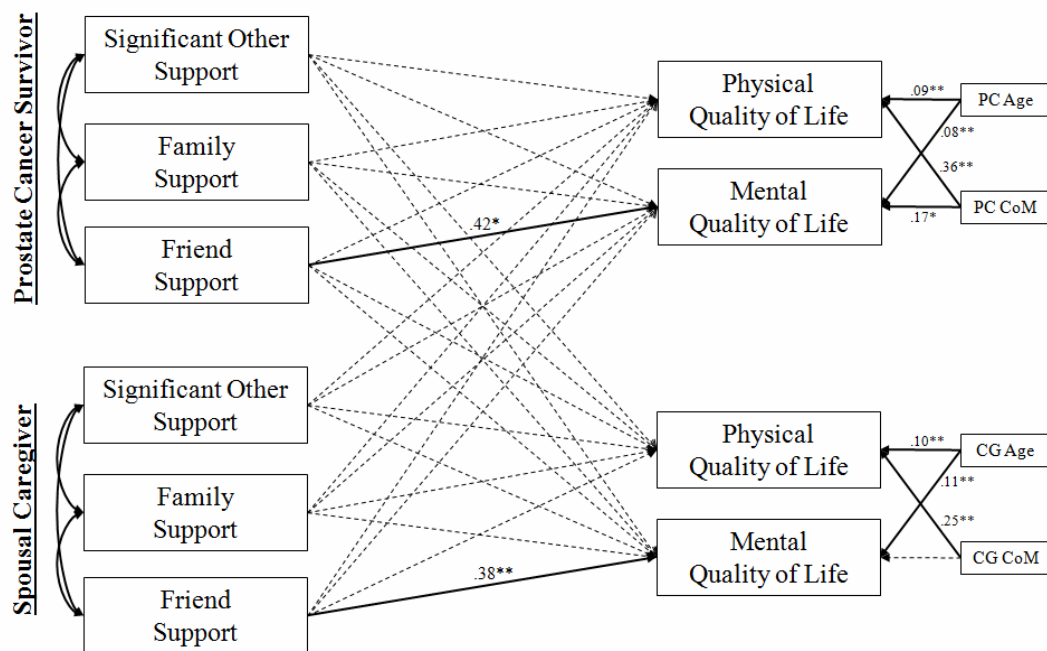 Prostate Cancer Survivor
Significant Other
Support
Family
Support
Friend
Support
Physical
Quality of Life
Mental
Quality of Life
.42*
.09**
.08**
.36**
.17*
PC Age
PC CoM
Spousal Caregiver
Significant Other
Support
Family
Support
Friend
Support
Physical
Quality of Life
Mental
Quality of Life
.38**
.10**
.11**
.25**
CG Age
CG CoM